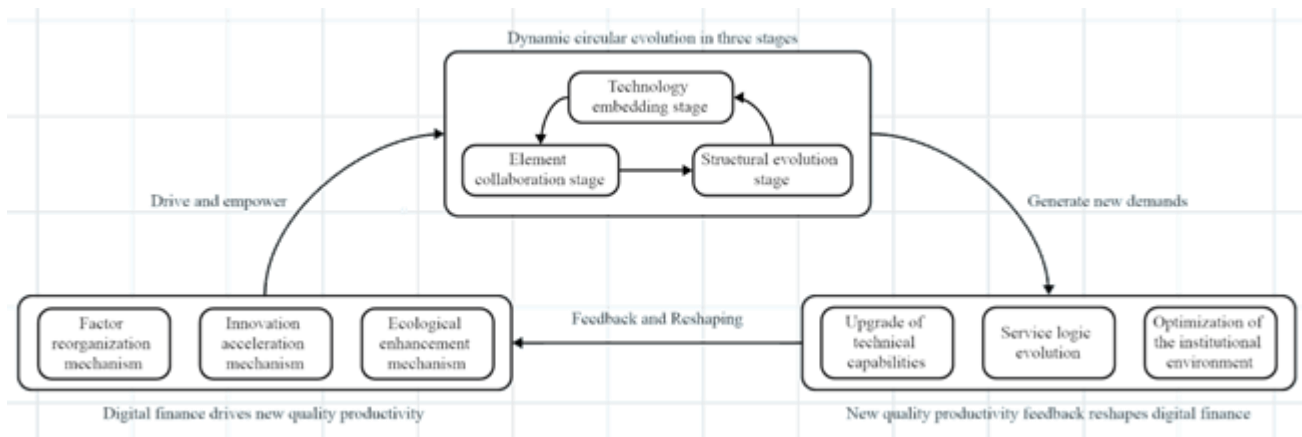 Dynamic circular evolution in three stages
Technology
embedding stage
Element
collaboration stage
Structural evolution
stage
Drive and empower
Generate new demands
Factor
reorganization
mechanism
Innovation
acceleration
mechanism
Ecological
enhancement
mechanism
Feedback and Reshaping
Upgrade of
technical
capabilities
Service logic
evolution
Optimization of
the institutional
environment
Digital finance drives new quality productivity
New quality productivity feedback reshapes digital finance